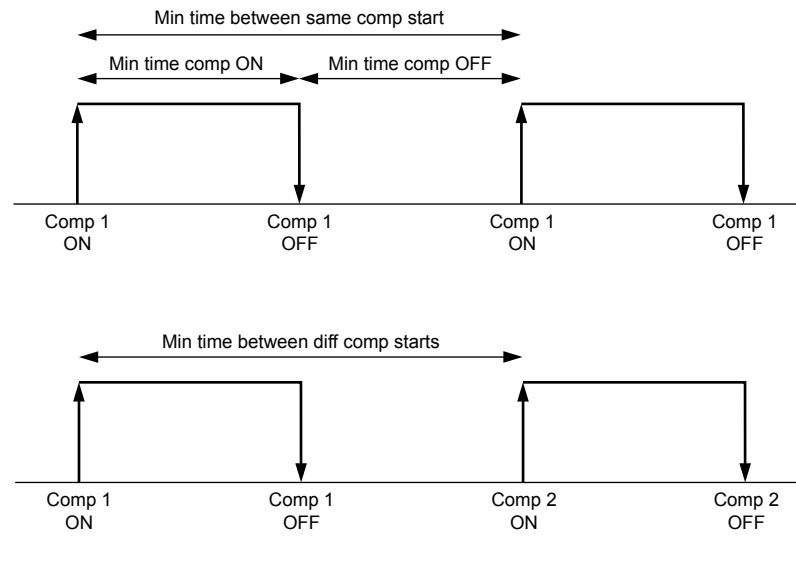 Min time between same comp start
Min time comp ON Min time comp OFF
Comp 1 Comp 1 Comp 1 Comp 1
ON OFF ON OFF
Min time between diff comp starts
Comp 1 Comp 1 Comp 2 Comp 2
ON OFF ON OFF